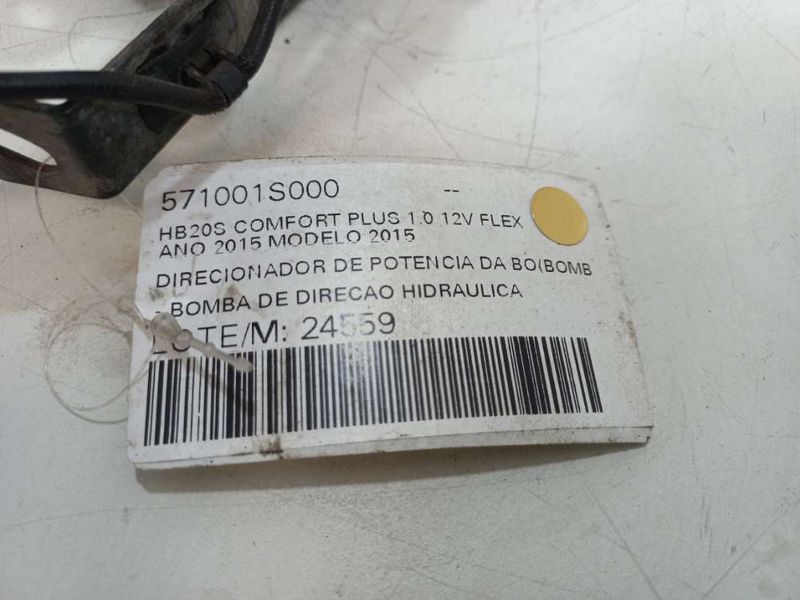 571001S000 --
HB20S COMFORT PLUS 1.0 12V FLEX
ANO 2015 MODELO 2015
DIRECIONADOR DE POTENCIA DA BO(BOMB
- BOMBA DE DIRECAO HIDRAULICA
LOTE/M: 24559